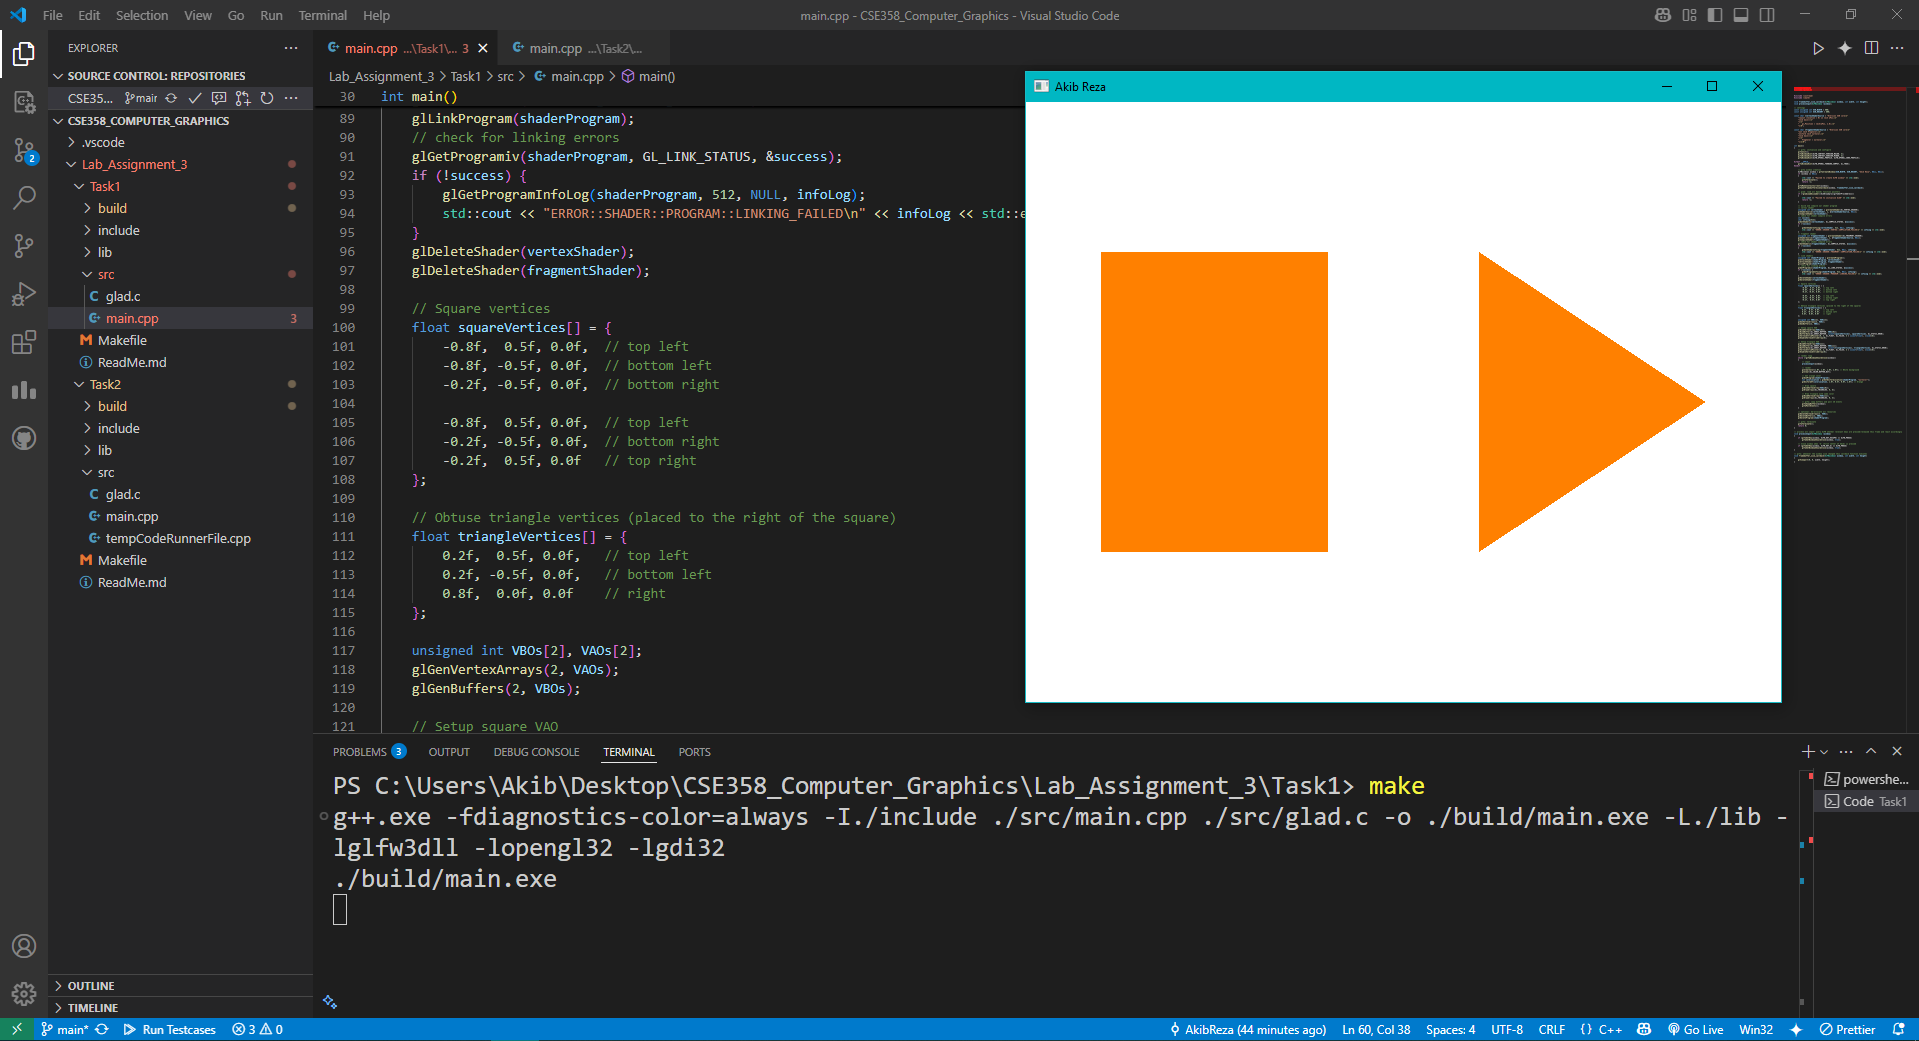 File Edit Selection View Go Run Terminal Help
main.cpp - CSE358_Computer_Graphics - Visual Studio Code
EXPLORER
SOURCE CONTROL: REPOSITORIES
CSE35... main
CSE358_COMPUTER_GRAPHICS
.vscode
Lab_Assignment_3
Task1
build
include
lib
src
glad.c
main.cpp 3
Makefile
ReadMe.md
Task2
build
include
lib
src
glad.c
main.cpp
tempCodeRunnerFile.cpp
Makefile
ReadMe.md
OUTLINE
TIMELINE
2
main.cpp ...\Task1\... 3
main.cpp ...\Task2\...
Lab_Assignment_3 > Task1 > src > main.cpp > main()
30 int main()
89 glLinkProgram(shaderProgram);
90 // check for linking errors
91 glGetProgramiv(shaderProgram, GL_LINK_STATUS, &success);
92 if (!success) {
93 glGetProgramInfoLog(shaderProgram, 512, NULL, infoLog);
94 std::cout << "ERROR::SHADER::PROGRAM::LINKING_FAILED\n" << infoLog << std::e
95 }
96 glDeleteShader(vertexShader);
97 glDeleteShader(fragmentShader);
98
99 // Square vertices
100 float squareVertices[] = {
101 -0.8f, 0.5f, 0.0f, // top left
102 -0.8f, -0.5f, 0.0f, // bottom left
103 -0.2f, -0.5f, 0.0f, // bottom right
104
105 -0.8f, 0.5f, 0.0f, // top left
106 -0.2f, -0.5f, 0.0f, // bottom right
107 -0.2f, 0.5f, 0.0f // top right
108 };
109
110 // Obtuse triangle vertices (placed to the right of the square)
111 float triangleVertices[] = {
112 0.2f, 0.5f, 0.0f, // top left
113 0.2f, -0.5f, 0.0f, // bottom left
114 0.8f, 0.0f, 0.0f // right
115 };
116
117 unsigned int VBOs[2], VAOs[2];
118 glGenVertexArrays(2, VAOs);
119 glGenBuffers(2, VBOs);
120
121 // Setup square VAO
Akib Reza
PROBLEMS 3 OUTPUT DEBUG CONSOLE TERMINAL PORTS
PS C:\Users\Akib\Desktop\CSE358_Computer_Graphics\Lab_Assignment_3\Task1> make
g++.exe -fdiagnostics-color=always -I./include ./src/main.cpp ./src/glad.c -o ./build/main.exe -L./lib -
lglfw3dll -lopengl32 -lgdi32
./build/main.exe
powershe...
Code Task1
main* Run Testcases 3 0 AkibReza (44 minutes ago) Ln 60, Col 38 Spaces: 4 UTF-8 CRLF {} C++ Go Live Win32 Prettier